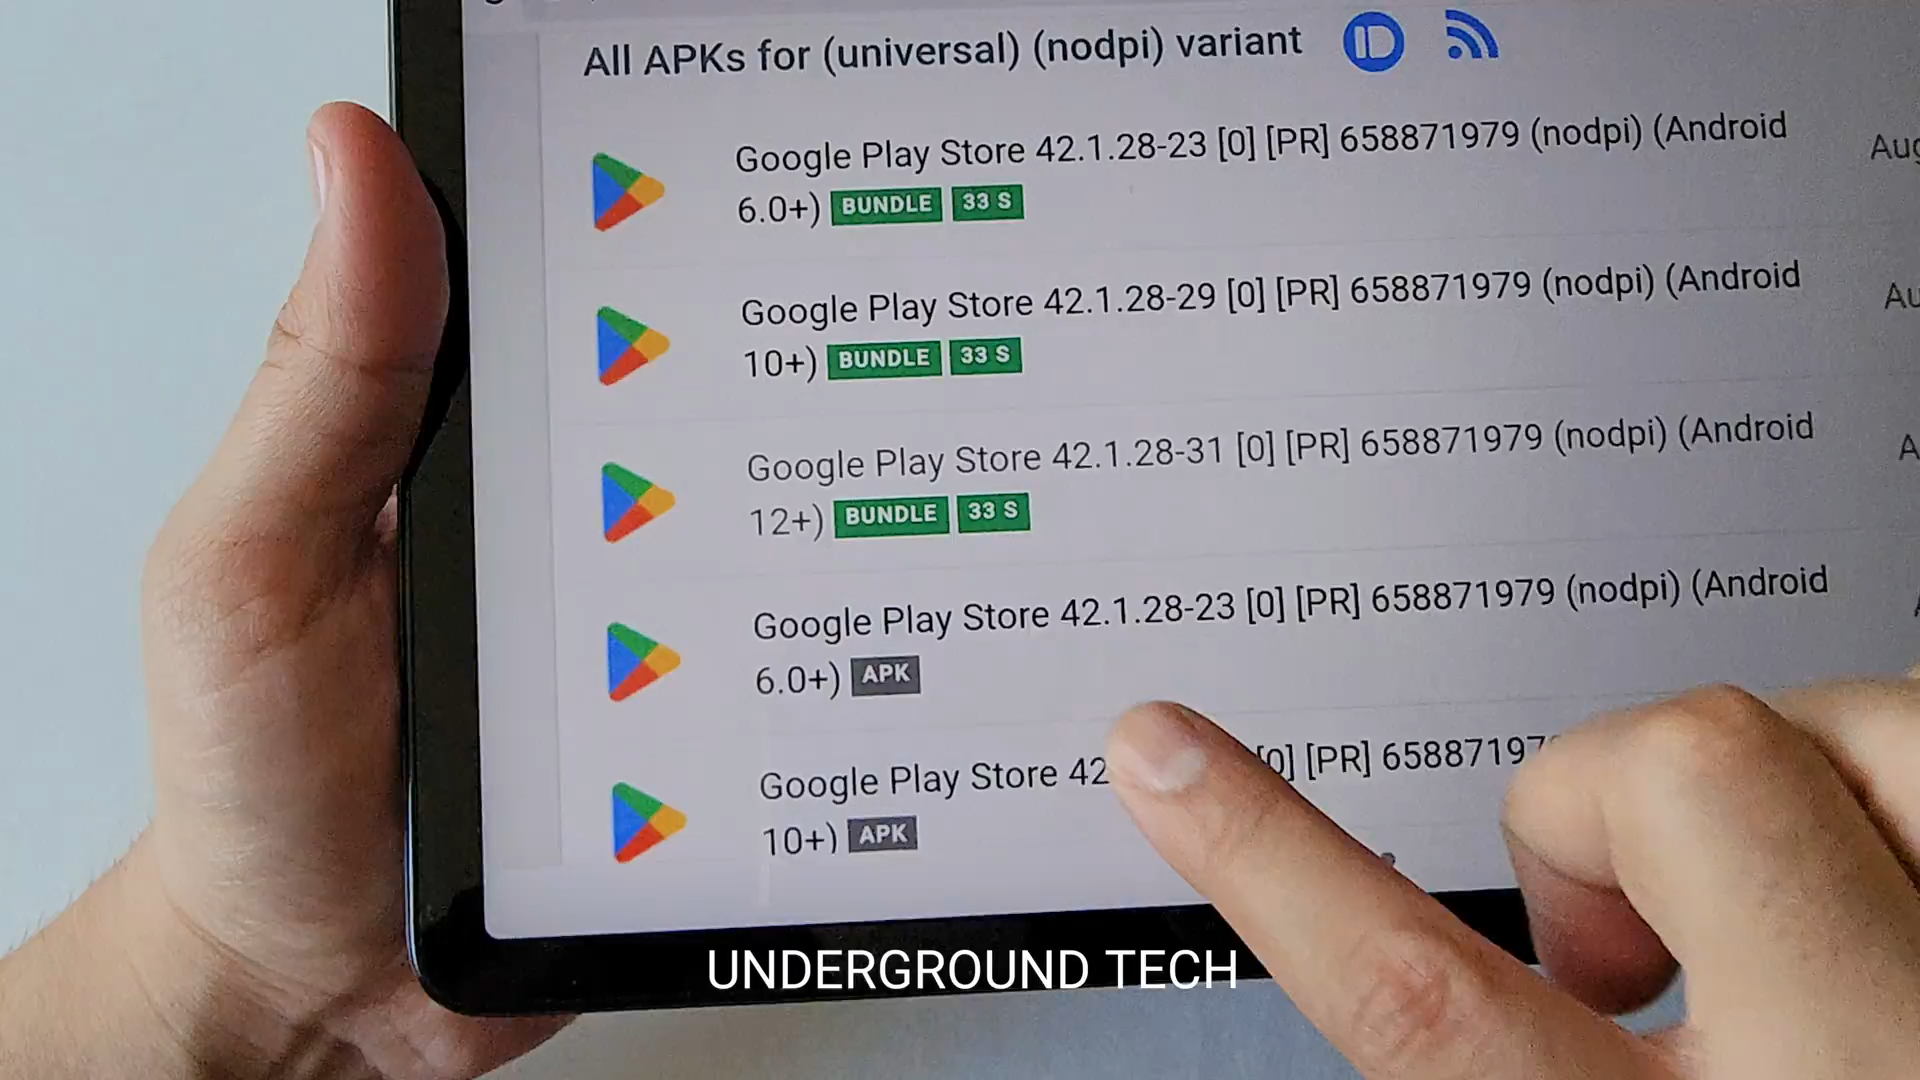 All APKs for (universal) (nodpi) variant
Google Play Store 42.1.28-23 [0] [PR] 658871979 (nodpi) (Android
6.0+) BUNDLE 33 S
Google Play Store 42.1.28-29 [0] [PR] 658871979 (nodpi) (Android
10+) BUNDLE 33 S
Google Play Store 42.1.28-31 [0] [PR] 658871979 (nodpi) (Android
12+) BUNDLE 33 S
Google Play Store 42.1.28-23 [0] [PR] 658871979 (nodpi) (Android
6.0+) APK
Google Play Store 42 [0] [PR] 65887197
10+) APK
UNDERGROUND TECH